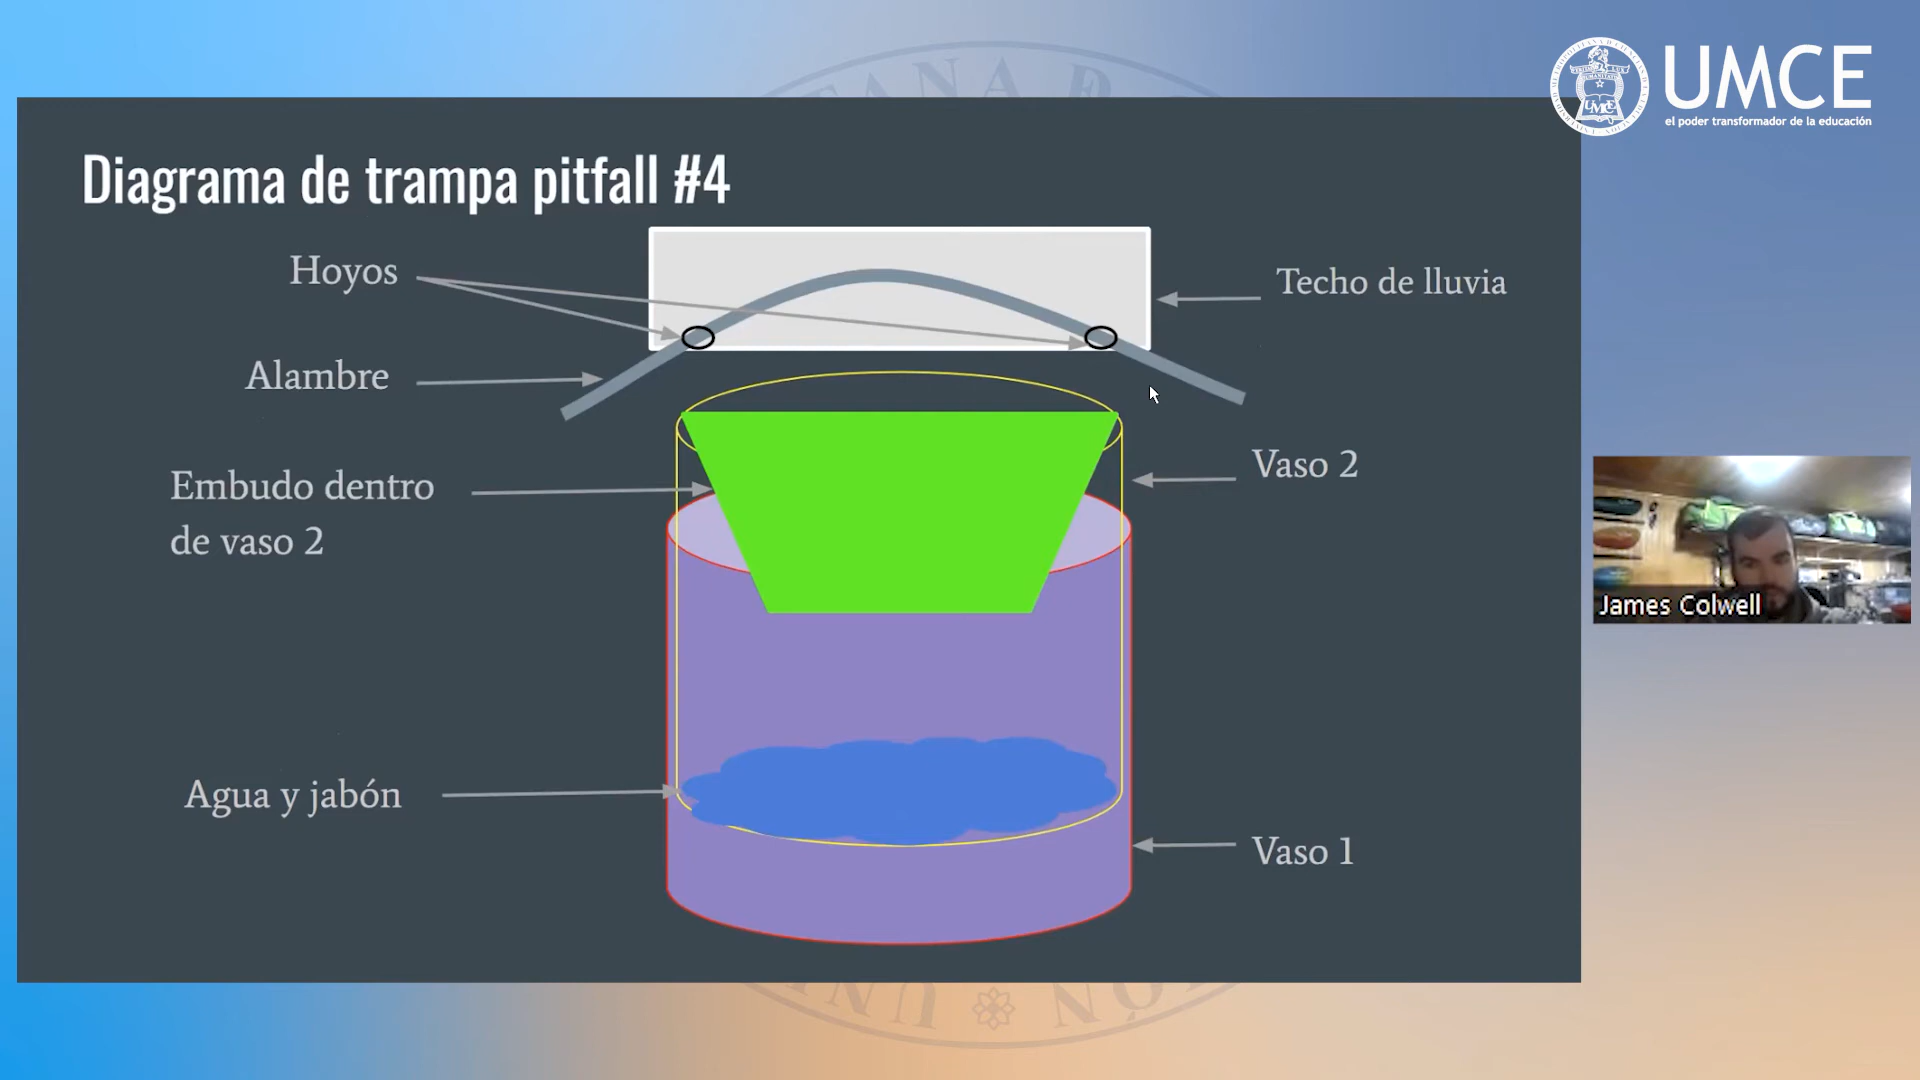 UMCE
el poder transformador de la educación
Diagrama de trampa pitfall #4
Hoyos
Techo de lluvia
Alambre
Vaso 2
Embudo dentro
de vaso 2
James Colwell
Agua y jabón
Vaso 1